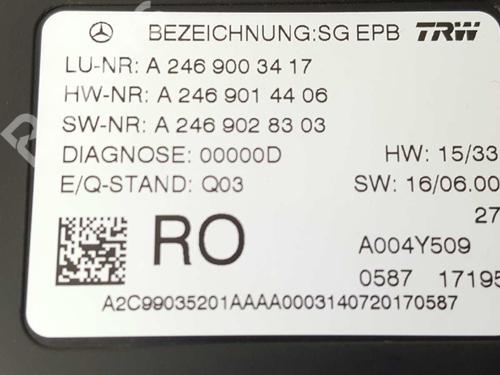 BEZEICHNUNG:SG EPB TRW
LU-NR: A 246 900 34 17
HW-NR: A 246 901 44 06
SW-NR: A 246 902 83 03
DIAGNOSE: 00000D HW: 15/33
E/Q-STAND: Q03 SW: 16/06.00
27
RO A004Y509
0587 17195
A2C99035201AAAA0003140720170587